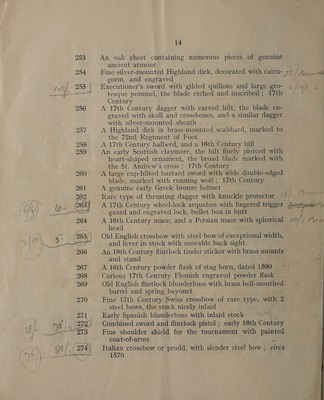 14
253 An oak chest containing numerous pieces of genuine
ancient armour
254 Fine silver-mounted Highland dirk, decorated with cairn-
gorm, and engraved
255 Executioner's sword with gilded quillons and large gro-
tesque pommel, the blade etched and inscribed ; 17th
Century
256 A 17th Century dagger with carved hilt, the blade en-
graved with skull and crossbones, and a similar dagger
with silver-mounted sheath
257 A Highland dirk in brass-mounted scabbard, marked to
the 72nd Regiment of Foot
258 A 17th Century halberd, and a 16th Century bill
259 An early Scottish claymore, the hilt finely pierced with
heart-shaped ornament, the broad blade marked with
the St. Andrew's cross ; 17th Century
260 A large cup-hilted bastard sword with wide double-edged
blade, marked with running wolf ; 17th Century
261 A genuine early Greek bronze helmet
262 Rare type of thrusting dagger with knuckle protector
263 A 17th Century wheel-lock arquebus with fingered trigger
guard and engraved lock, bullet box in butt
264 A 16th Century mace, and a Persian mace with spherical
head
265 Old English crossbow with steel bow of exceptional width,
and lever in stock with movable back sight
266 An 18th Century flintlock tinder sticker with brass mounts
and stand
267 A 16th Century powder flask of stag horn, dated 1590
268 Curious 17th Century Flemish engraved powder flask
269 Old English flintlock blunderbuss with brass bell-mouthed
barrel and spring bayonet
270 Fine 17th Century Swiss crossbow of rare type, with 2
steel bows, the stock nicely inlaid
271 Early Spanish blunderbuss with inlaid stock
272 Combined sword and flintlock pistol ; early 18th Century
273 Fine shoulder shield for the tournament with painted
coat-of-arms
274 Italian crossbow or prodd, with slender steel bow ; circa
1570